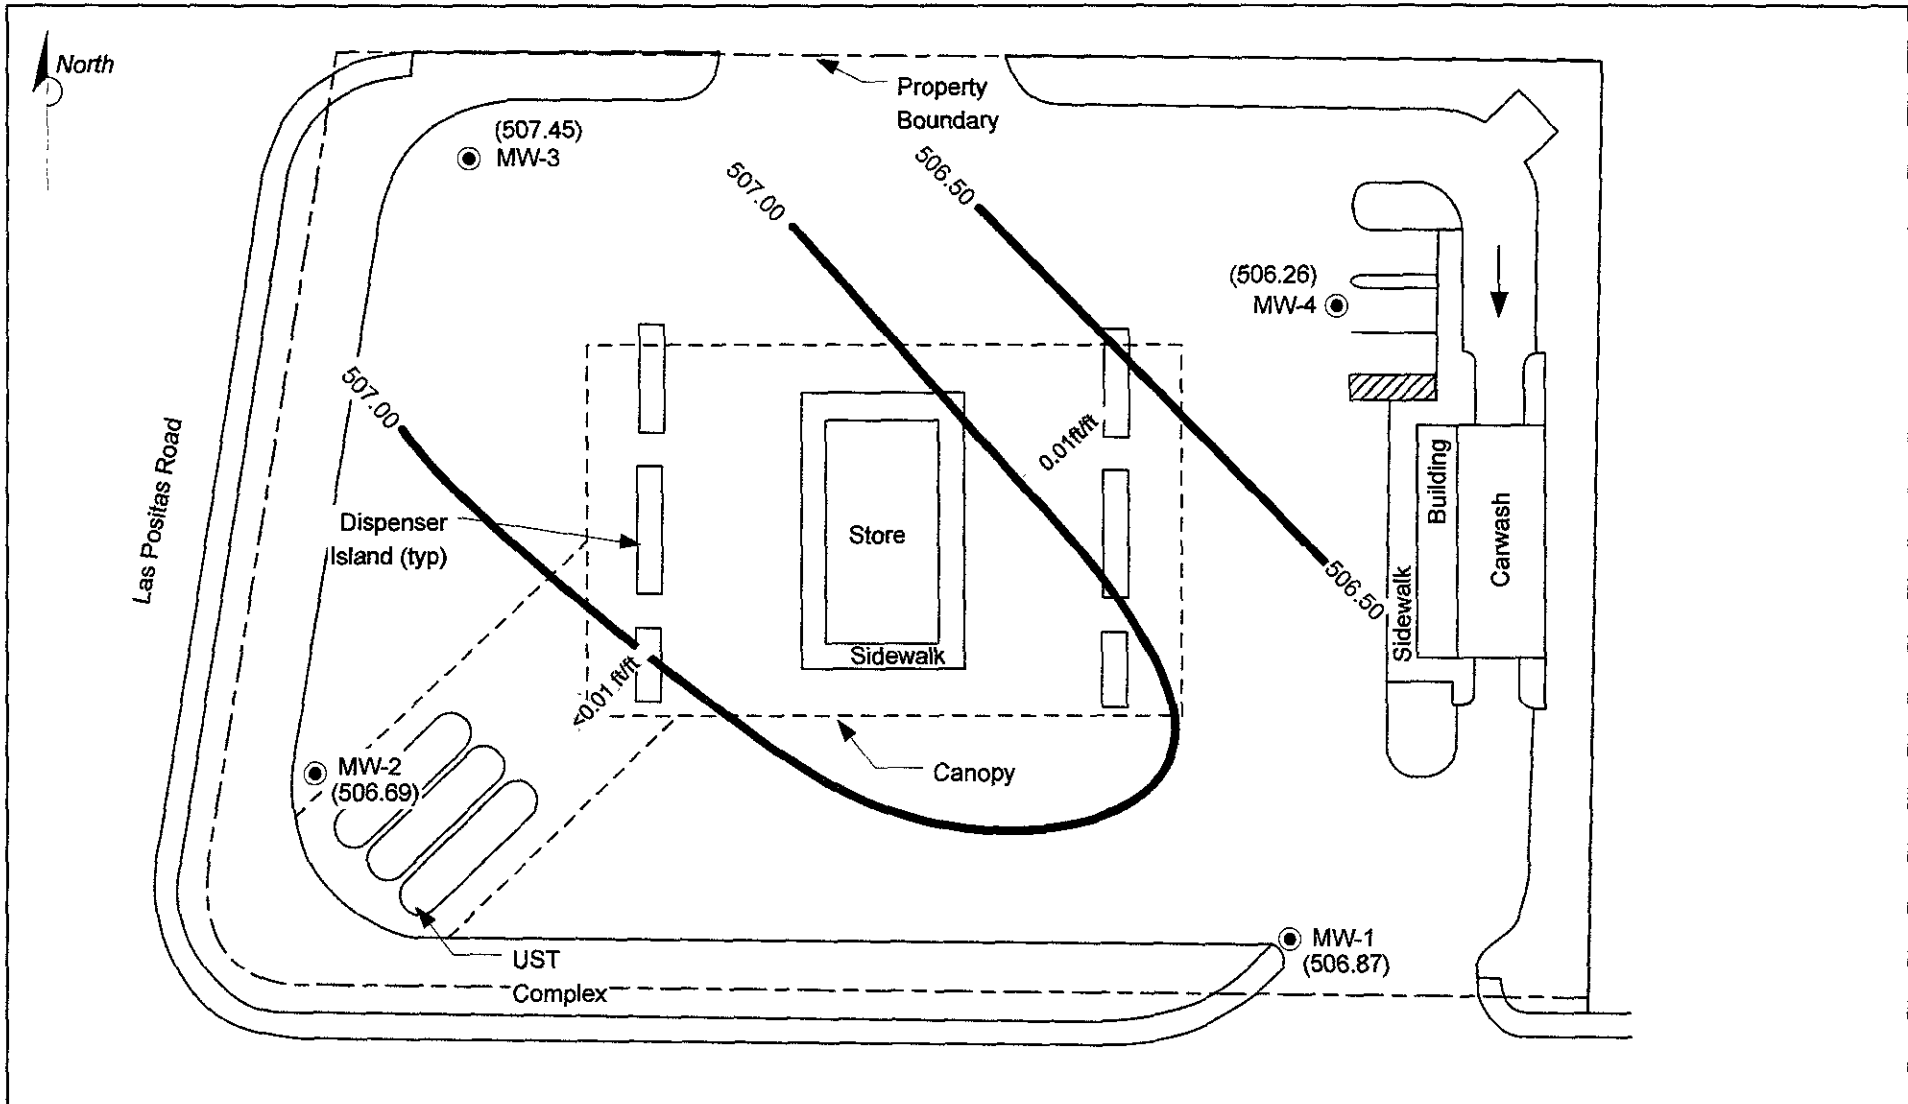 North
Property
Boundary
(507.45)
MW-3
507.00
506.50
(506.26)
MW-4
507.00
0.01ft/ft
Las Positas Road
Dispenser
Island (typ)
Store
Sidewalk
Building
Carwash
Sidewalk
506.50
<0.01 ft/ft
MW-2
(506.69)
Canopy
UST
Complex
MW-1
(506.87)